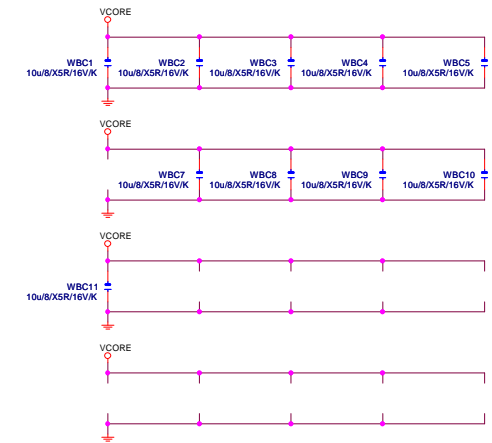 VCORE
WBC1 WBC2 WBC3 WBC4 WBC5
10u/8/X5R/16V/K 10u/8/X5R/16V/K 10u/8/X5R/16V/K 10u/8/X5R/16V/K 10u/8/X5R/16V/K
VCORE
WBC7 WBC8 WBC9 WBC10
10u/8/X5R/16V/K 10u/8/X5R/16V/K 10u/8/X5R/16V/K 10u/8/X5R/16V/K
VCORE
WBC11
10u/8/X5R/16V/K
VCORE